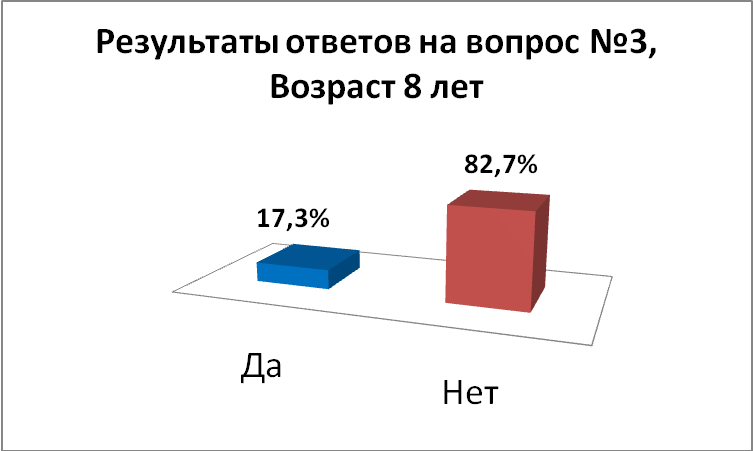 Результаты ответов на вопрос №3,
Возраст 8 лет
82,7%
17,3%
Да
Нет